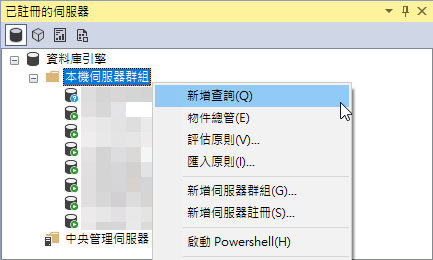 已註冊的伺服器
資料庫引擎
本機伺服器群組
新增查詢(Q)
物件總管(E)
評估原則(V)...
匯入原則(I)...
新增伺服器群組(G)...
新增伺服器註冊(S)...
啟動 Powershell(H)
中央管理伺服器